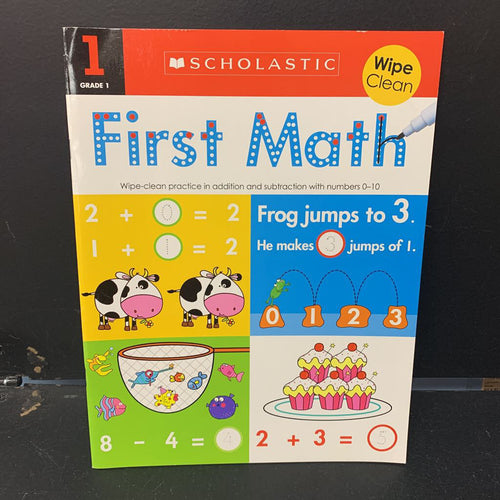 1
GRADE 1
SCHOLASTIC
Wipe
Clean
First Math
Wipe-clean practice in addition and subtraction with numbers 0–10
2 + 0 = 2
1 + 1 = 2
Frog jumps to 3.
He makes 3 jumps of 1.
0 1 2 3
8 - 4 = 4
2 + 3 = 5